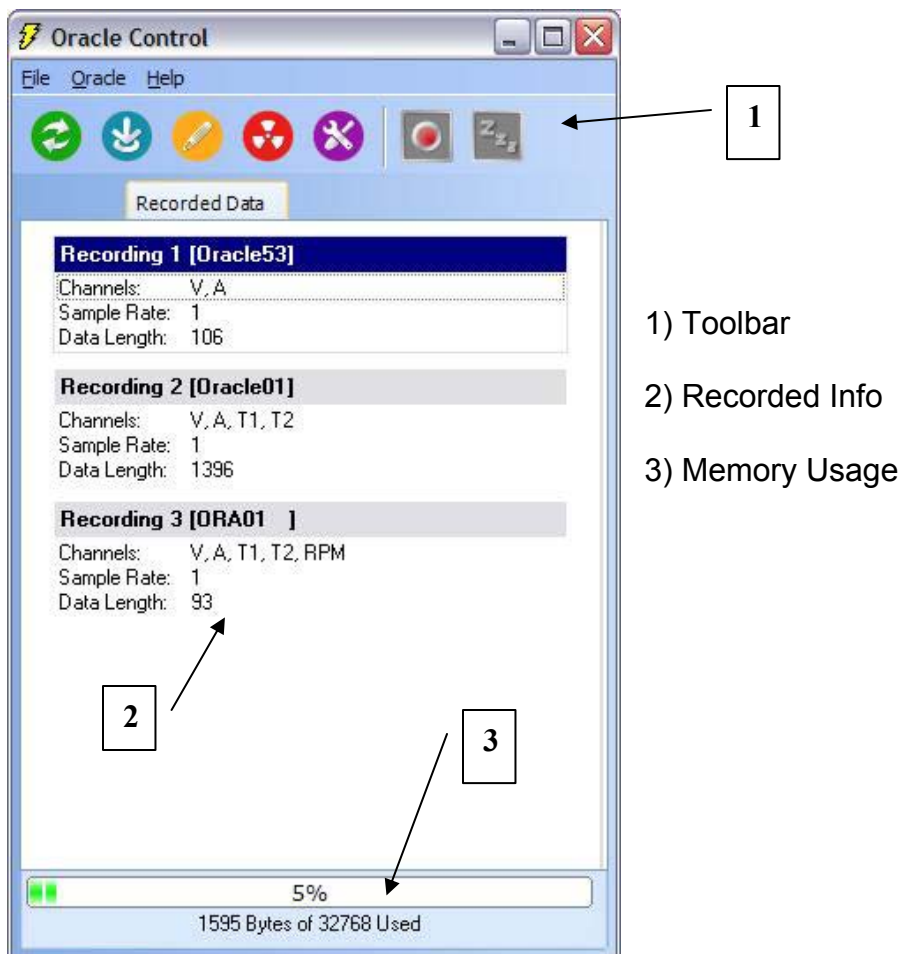 Oracle Control
File Oracle Help
1
Recorded Data
Recording 1 [Oracle53]
Channels: V, A
Sample Rate: 1
Data Length: 106
1) Toolbar
Recording 2 [Oracle01]
2) Recorded Info
Channels: V, A, T1, T2
Sample Rate: 1
Data Length: 1396
3) Memory Usage
Recording 3 [ORA01 ]
Channels: V, A, T1, T2, RPM
Sample Rate: 1
Data Length: 93
2
3
5%
1595 Bytes of 32768 Used